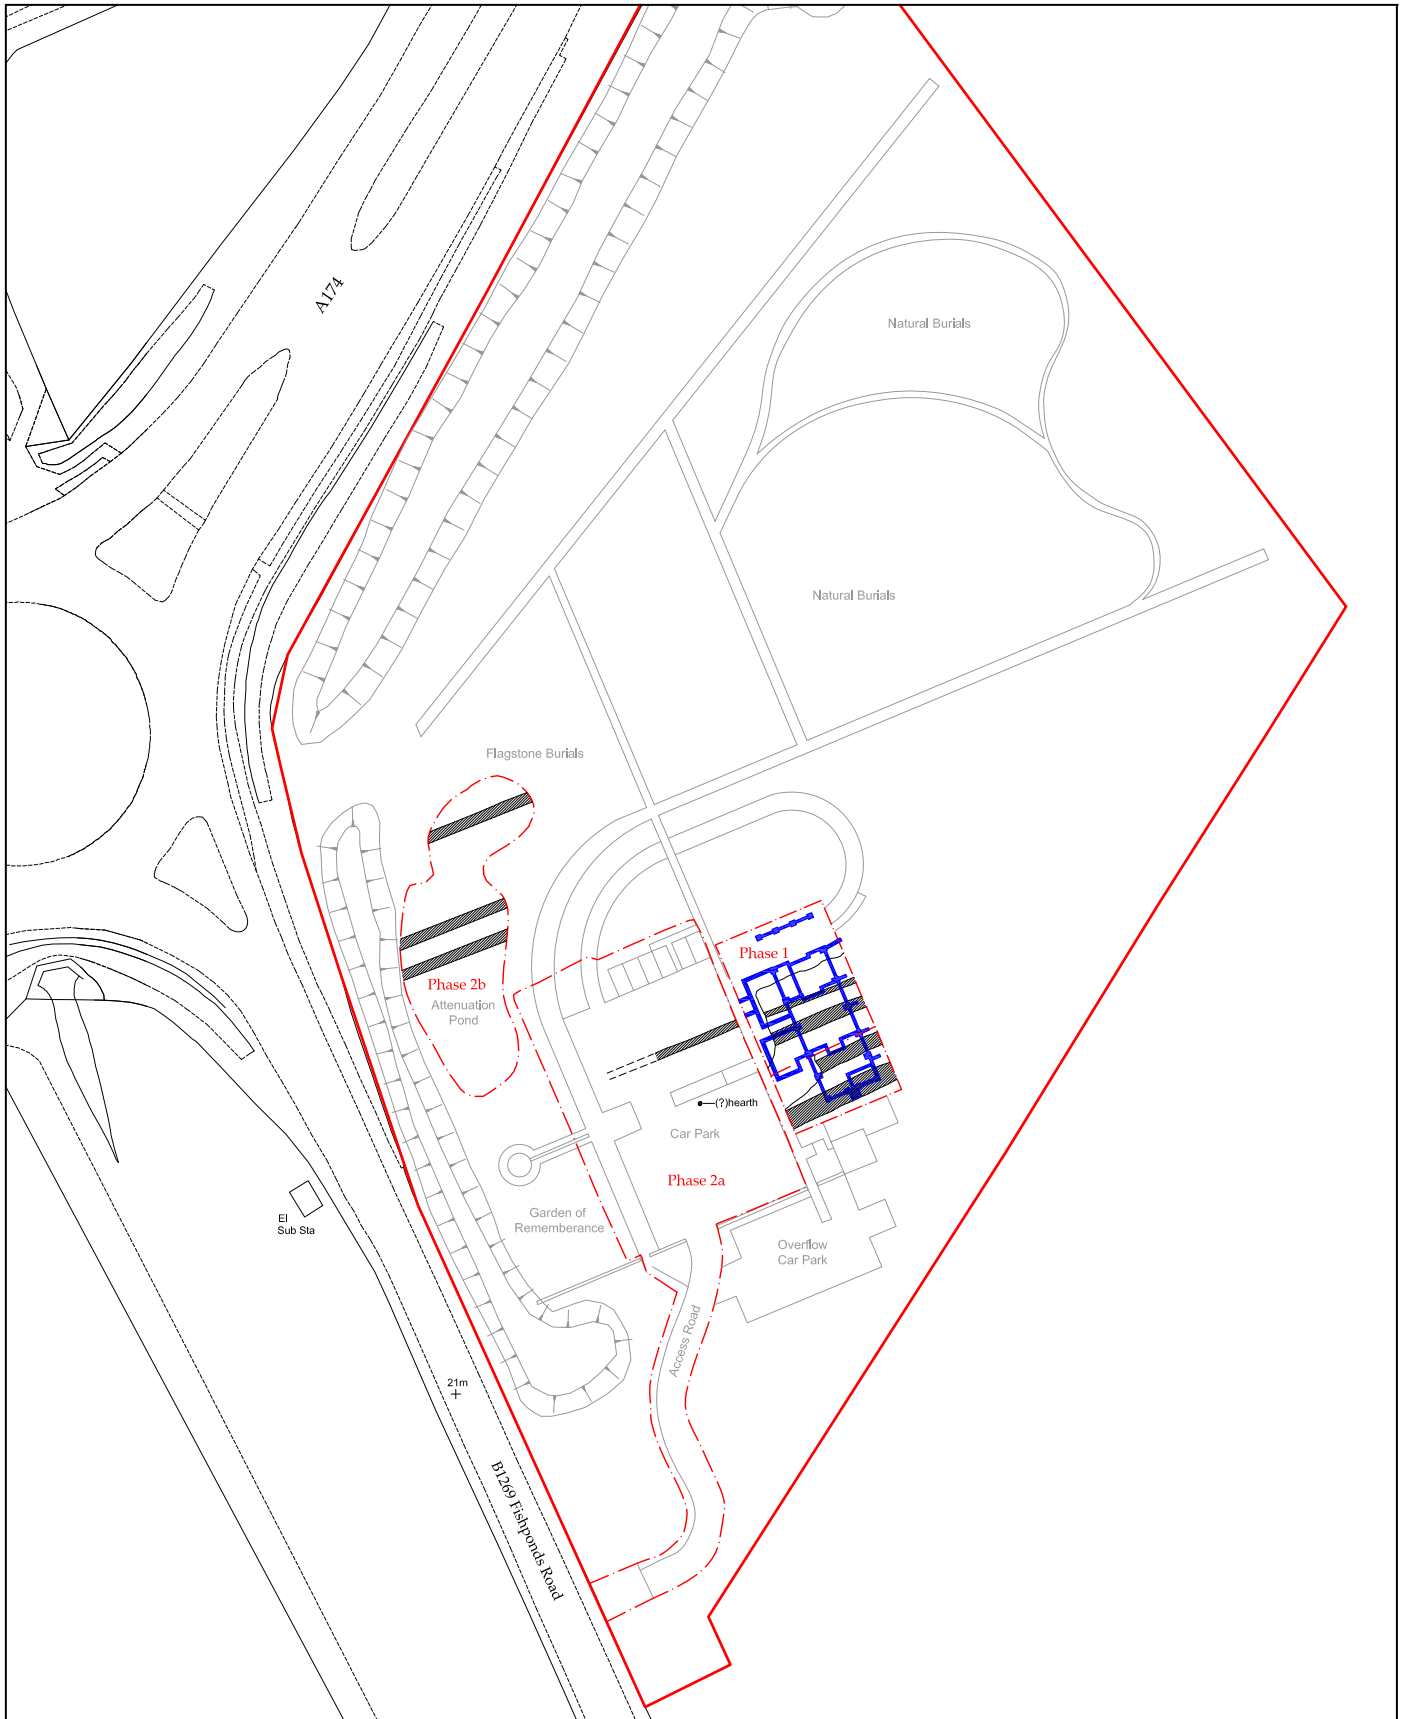 A174
Natural Burials
Natural Burials
Flagstone Burials
Phase 1
Phase 2b
Attenuation
Pond
(?)hearth
Car Park
Phase 2a
Garden of
Rememberance
El
Sub Sta
Overflow
Car Park
Access Road
21m
B1269 Fishponds Road